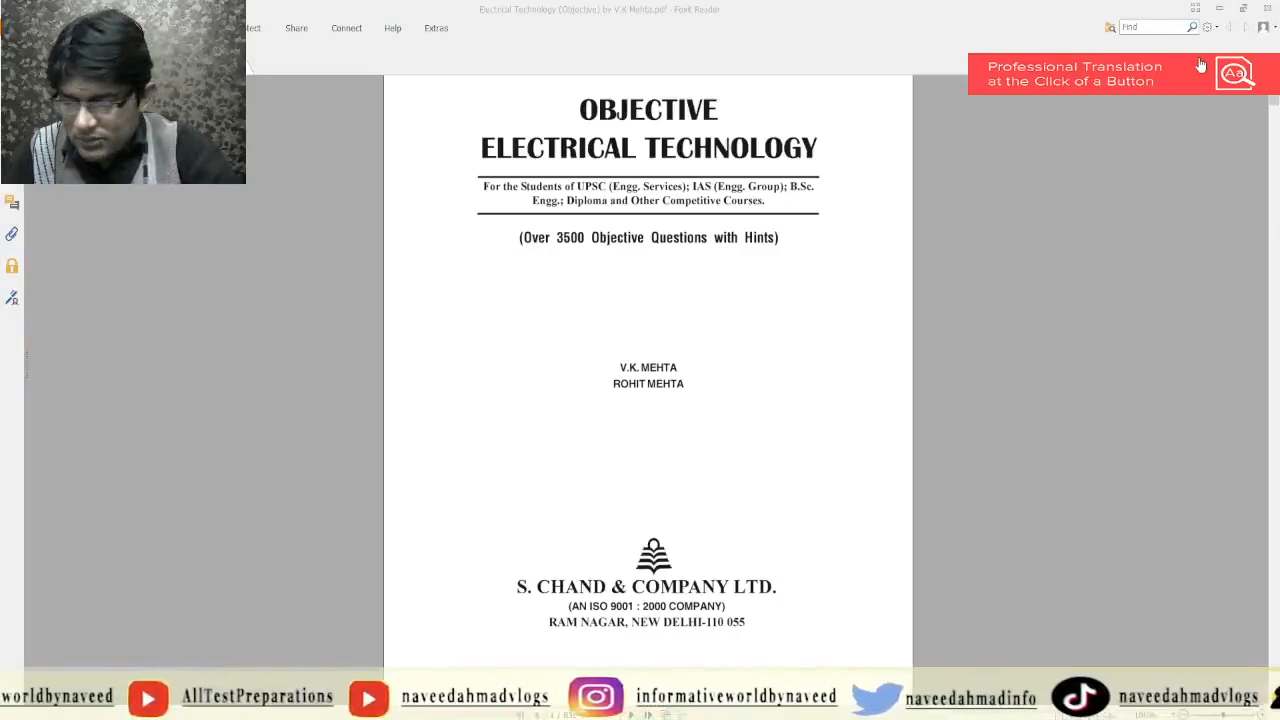 Electrical Technology (Objective) by V.K Mehta.pdf - Foxit Reader
Share Connect Help Extras
Find
Professional Translation
at the Click of a Button
OBJECTIVE
ELECTRICAL TECHNOLOGY
For the Students of UPSC (Engg. Services); IAS (Engg. Group); B.Sc.
Engg.; Diploma and Other Competitive Courses.
(Over 3500 Objective Questions with Hints)
V.K. MEHTA
ROHIT MEHTA
S. CHAND & COMPANY LTD.
(AN ISO 9001 : 2000 COMPANY)
RAM NAGAR, NEW DELHI-110 055
worldbynaveed AllTestPreparations naveedahmadvlogs informativeworldbynaveed naveedahmadinfo naveedahmadvlogs